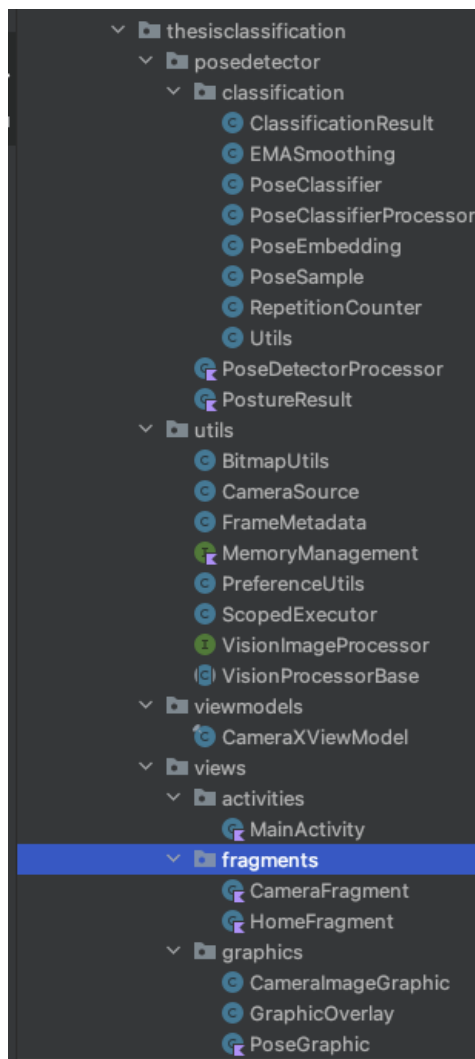 thesisclassification
posedetector
classification
ClassificationResult
EMASmoothing
PoseClassifier
PoseClassifierProcessor
PoseEmbedding
PoseSample
RepetitionCounter
Utils
PoseDetectorProcessor
PostureResult
utils
BitmapUtils
CameraSource
FrameMetadata
MemoryManagement
PreferenceUtils
ScopedExecutor
VisionImageProcessor
VisionProcessorBase
viewmodels
CameraXViewModel
views
activities
MainActivity
fragments
CameraFragment
HomeFragment
graphics
CameraImageGraphic
GraphicOverlay
PoseGraphic